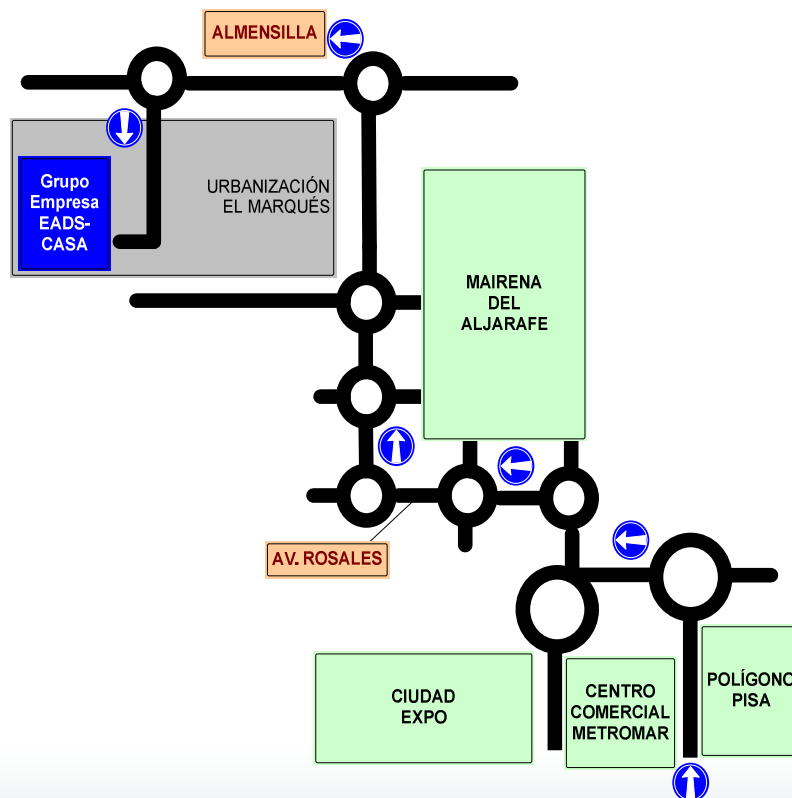 ALMENSILLA
Grupo
Empresa
EADS-
CASA
URBANIZACIÓN
EL MARQUÉS
MAIRENA
DEL
ALJARAFE
AV. ROSALES
CIUDAD
EXPO
CENTRO
COMERCIAL
METROMAR
POLÍGONO
PISA